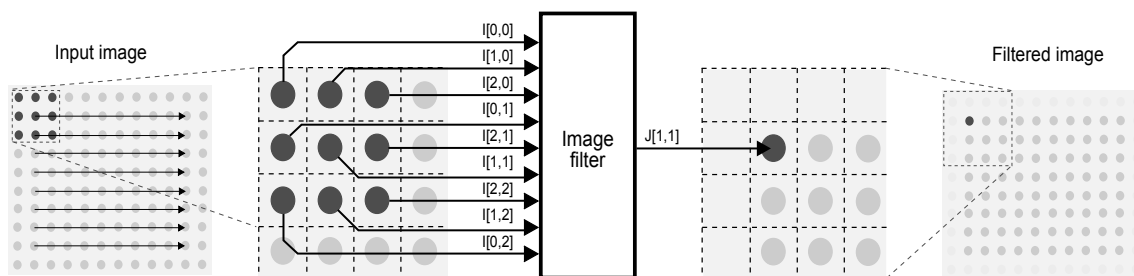 Input image
I[0,0]
I[1,0]
I[2,0]
I[0,1]
I[2,1]
I[1,1]
I[2,2]
I[1,2]
I[0,2]
Image
filter
J[1,1]
Filtered image